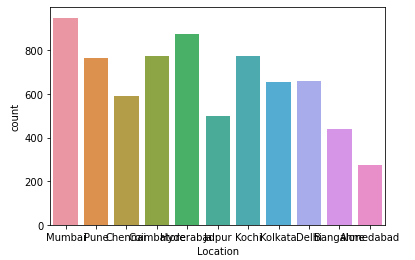 count
800
600
400
200
0
Mumbai Pune Chennai Coimbatore Hyderabad Jaipur Kochi Kolkata Delhi Bangalore Ahmedabad
Location